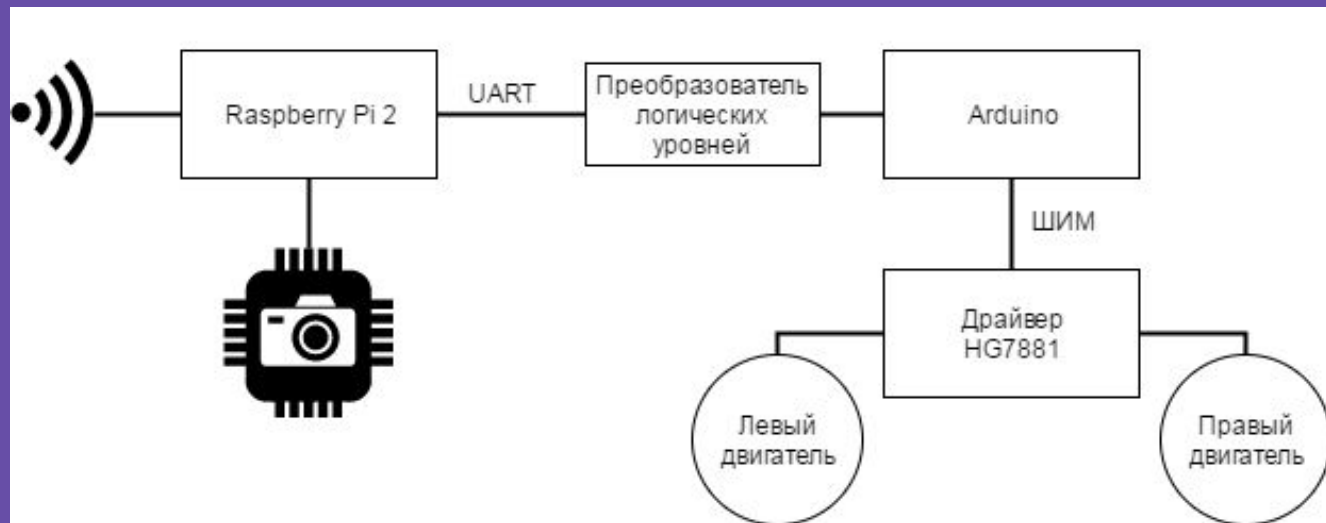 Raspberry Pi 2
UART
Преобразователь
логических
уровней
Arduino
ШИМ
Драйвер
HG7881
Левый
двигатель
Правый
двигатель